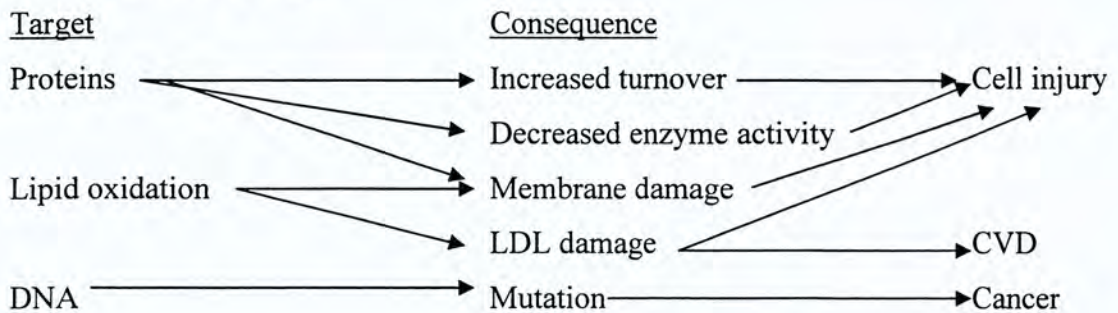 Target Consequence
Proteins Increased turnover Cell injury
Decreased enzyme activity
Lipid oxidation Membrane damage
LDL damage CVD
DNA Mutation Cancer